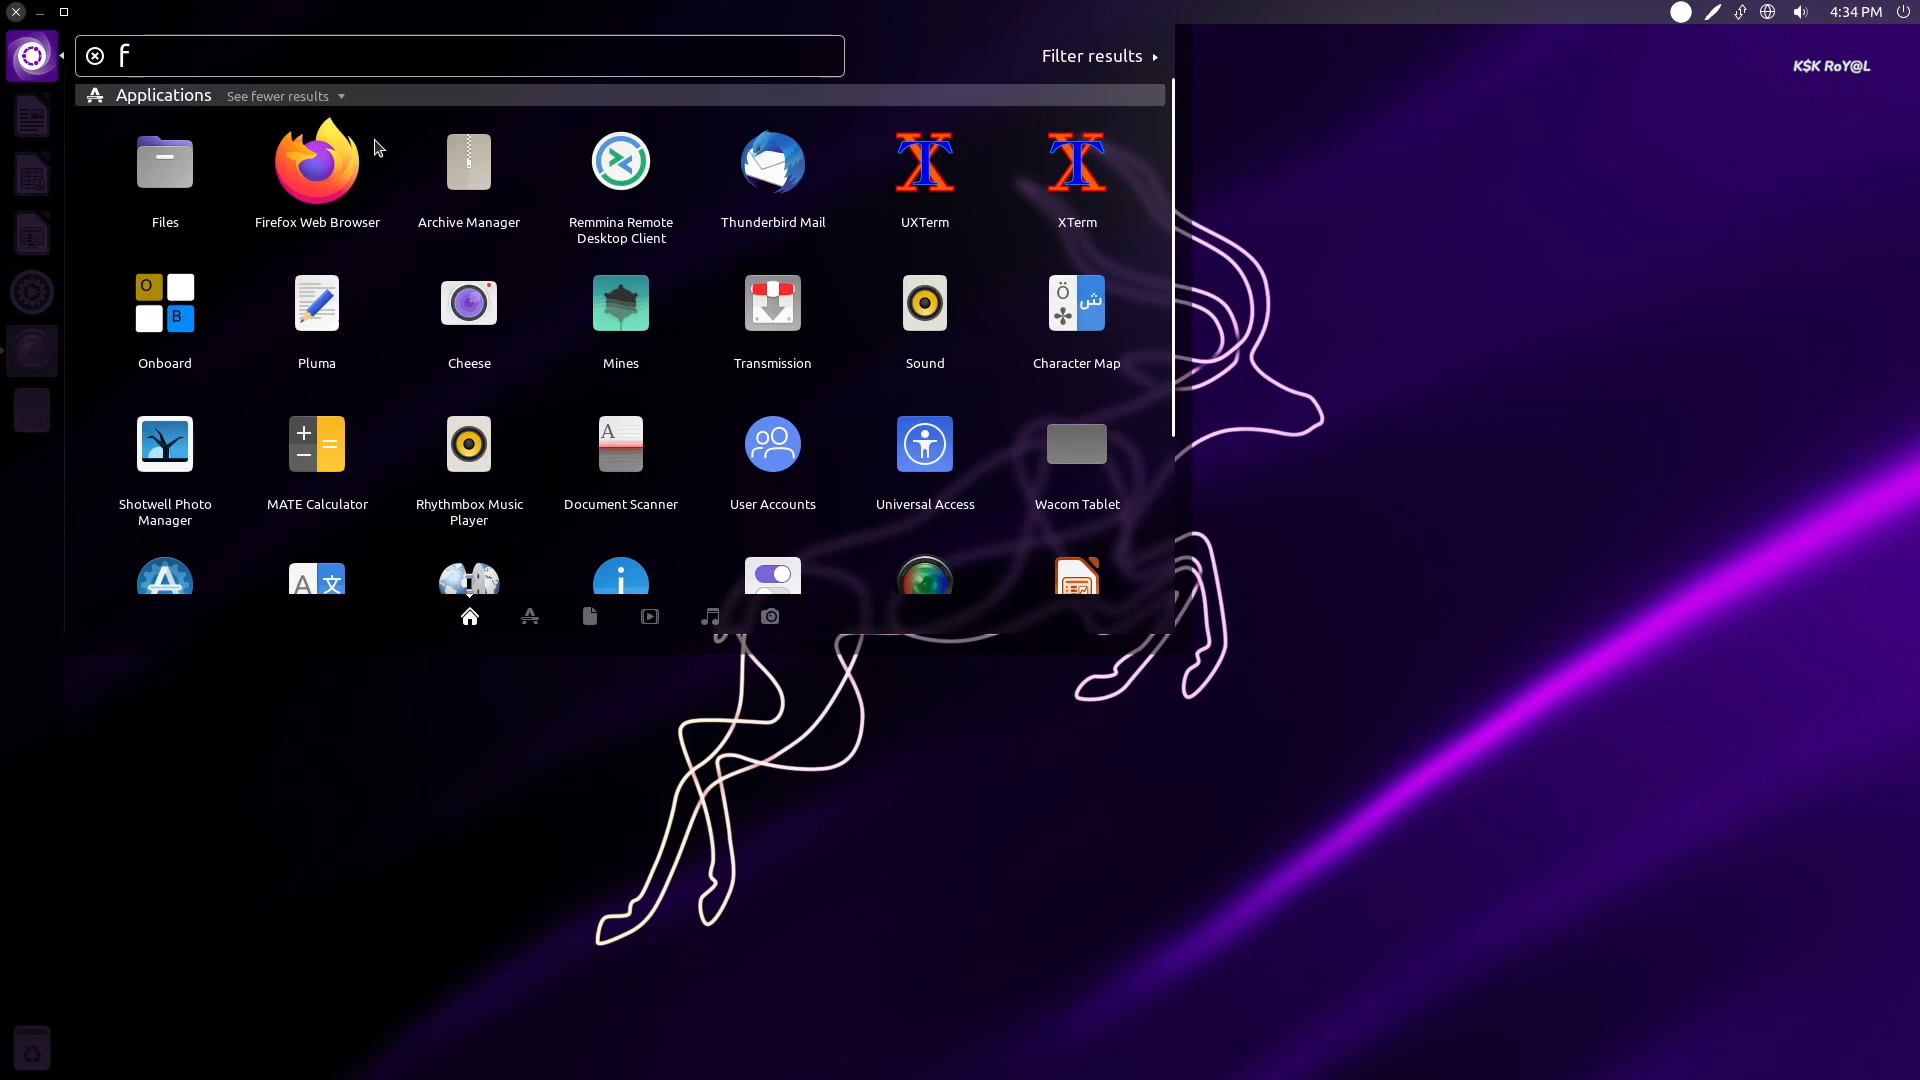 4:34 PM
f
Filter results
K$K RoY@L
Applications See fewer results
Files
Firefox Web Browser
Archive Manager
Remmina Remote
Desktop Client
Thunderbird Mail
UXTerm
XTerm
Onboard
Pluma
Cheese
Mines
Transmission
Sound
Character Map
Shotwell Photo
Manager
MATE Calculator
Rhythmbox Music
Player
Document Scanner
User Accounts
Universal Access
Wacom Tablet